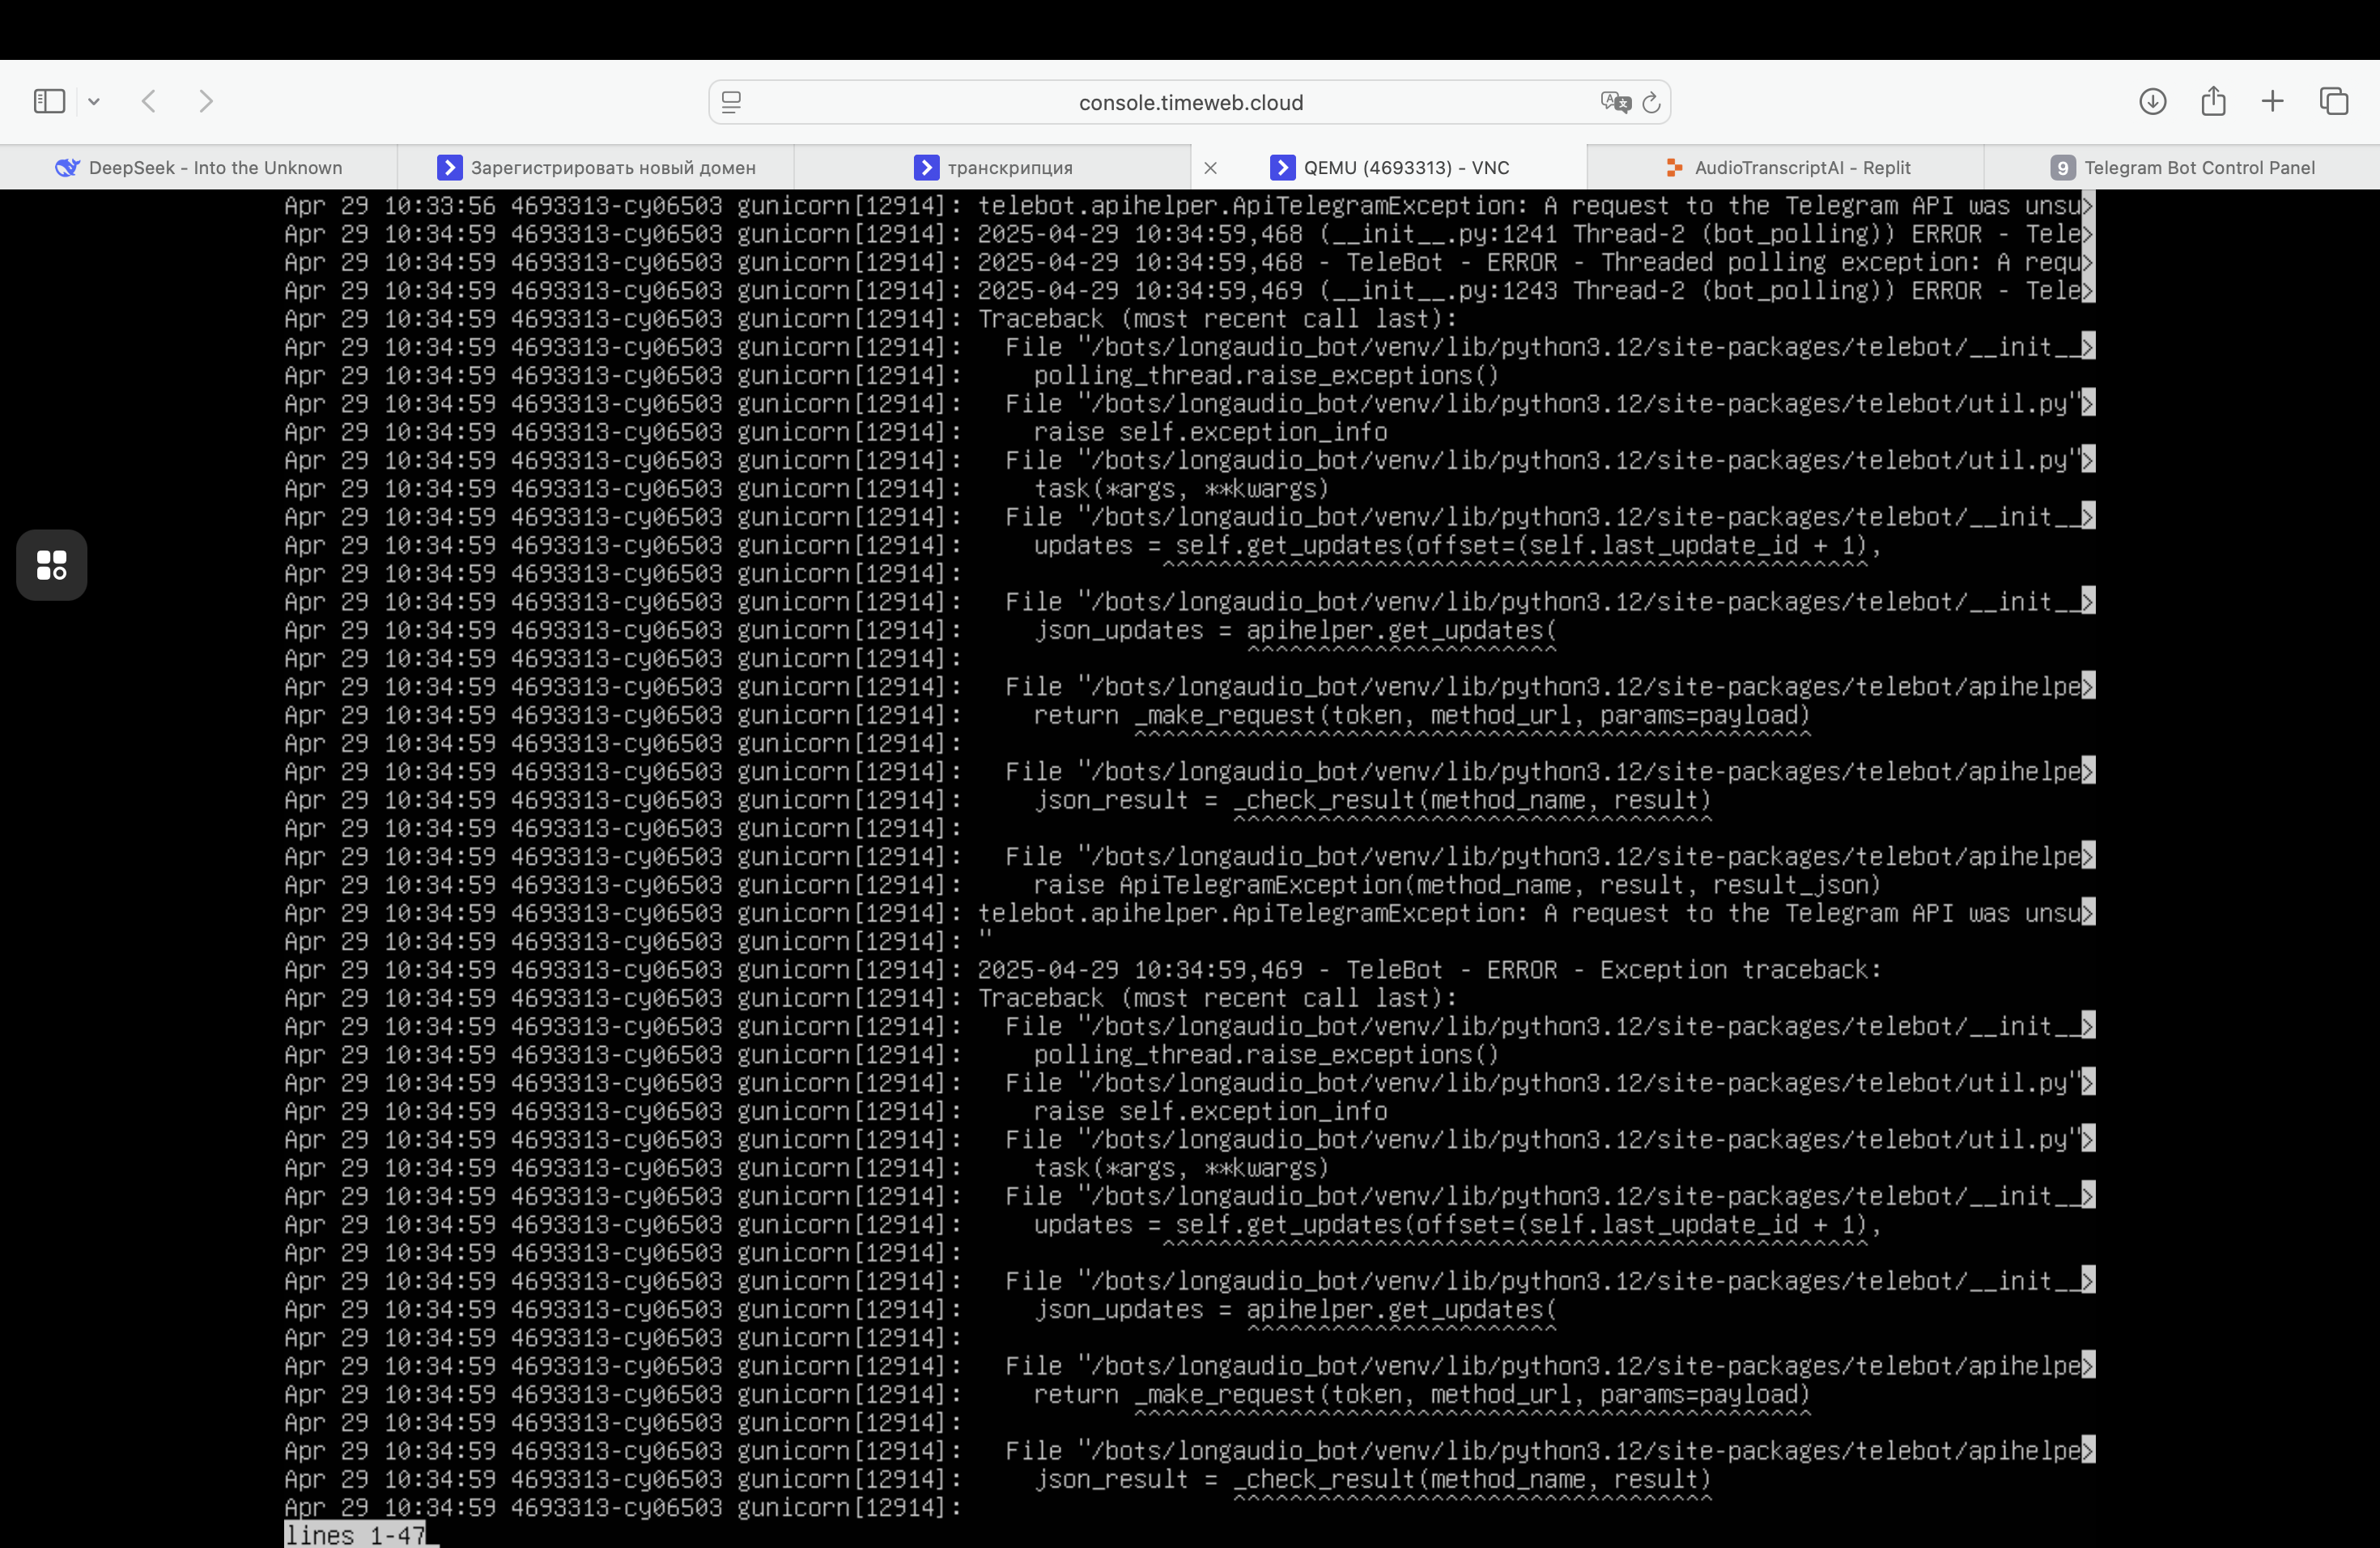 console.timeweb.cloud
DeepSeek - Into the Unknown
Зарегистрировать новый домен
транскрипция
QEMU (4693313) - VNC
AudioTranscriptAI - Replit
9 Telegram Bot Control Panel
Apr 29 10:33:56 4693313-cy06503 gunicorn[12914]: telebot.apihelper.ApiTelegramException: A request to the Telegram API was unsu>
Apr 29 10:34:59 4693313-cy06503 gunicorn[12914]: 2025-04-29 10:34:59,468 (__init__.py:1241 Thread-2 (bot_polling)) ERROR - Tele>
Apr 29 10:34:59 4693313-cy06503 gunicorn[12914]: 2025-04-29 10:34:59,468 - TeleBot - ERROR - Threaded polling exception: A requ>
Apr 29 10:34:59 4693313-cy06503 gunicorn[12914]: 2025-04-29 10:34:59,469 (__init__.py:1243 Thread-2 (bot_polling)) ERROR - Tele>
Apr 29 10:34:59 4693313-cy06503 gunicorn[12914]: Traceback (most recent call last):
Apr 29 10:34:59 4693313-cy06503 gunicorn[12914]:   File "/bots/longaudio_bot/venv/lib/python3.12/site-packages/telebot/__init__>
Apr 29 10:34:59 4693313-cy06503 gunicorn[12914]:     polling_thread.raise_exceptions()
Apr 29 10:34:59 4693313-cy06503 gunicorn[12914]:   File "/bots/longaudio_bot/venv/lib/python3.12/site-packages/telebot/util.py">
Apr 29 10:34:59 4693313-cy06503 gunicorn[12914]:     raise self.exception_info
Apr 29 10:34:59 4693313-cy06503 gunicorn[12914]:   File "/bots/longaudio_bot/venv/lib/python3.12/site-packages/telebot/util.py">
Apr 29 10:34:59 4693313-cy06503 gunicorn[12914]:     task(*args, **kwargs)
Apr 29 10:34:59 4693313-cy06503 gunicorn[12914]:   File "/bots/longaudio_bot/venv/lib/python3.12/site-packages/telebot/__init__>
Apr 29 10:34:59 4693313-cy06503 gunicorn[12914]:     updates = self.get_updates(offset=(self.last_update_id + 1),
Apr 29 10:34:59 4693313-cy06503 gunicorn[12914]:               ^^^^^^^^^^^^^^^^^^^^^^^^^^^^^^^^^^^^^^^^^^^^^^^^^^
Apr 29 10:34:59 4693313-cy06503 gunicorn[12914]:   File "/bots/longaudio_bot/venv/lib/python3.12/site-packages/telebot/__init__>
Apr 29 10:34:59 4693313-cy06503 gunicorn[12914]:     json_updates = apihelper.get_updates(
Apr 29 10:34:59 4693313-cy06503 gunicorn[12914]:                    ^^^^^^^^^^^^^^^^^^^^^^
Apr 29 10:34:59 4693313-cy06503 gunicorn[12914]:   File "/bots/longaudio_bot/venv/lib/python3.12/site-packages/telebot/apihelpe>
Apr 29 10:34:59 4693313-cy06503 gunicorn[12914]:     return _make_request(token, method_url, params=payload)
Apr 29 10:34:59 4693313-cy06503 gunicorn[12914]:            ^^^^^^^^^^^^^^^^^^^^^^^^^^^^^^^^^^^^^^^^^^^^^^^^
Apr 29 10:34:59 4693313-cy06503 gunicorn[12914]:   File "/bots/longaudio_bot/venv/lib/python3.12/site-packages/telebot/apihelpe>
Apr 29 10:34:59 4693313-cy06503 gunicorn[12914]:     json_result = _check_result(method_name, result)
Apr 29 10:34:59 4693313-cy06503 gunicorn[12914]:                   ^^^^^^^^^^^^^^^^^^^^^^^^^^^^^^^^^^
Apr 29 10:34:59 4693313-cy06503 gunicorn[12914]:   File "/bots/longaudio_bot/venv/lib/python3.12/site-packages/telebot/apihelpe>
Apr 29 10:34:59 4693313-cy06503 gunicorn[12914]:     raise ApiTelegramException(method_name, result, result_json)
Apr 29 10:34:59 4693313-cy06503 gunicorn[12914]: telebot.apihelper.ApiTelegramException: A request to the Telegram API was unsu>
Apr 29 10:34:59 4693313-cy06503 gunicorn[12914]: "
Apr 29 10:34:59 4693313-cy06503 gunicorn[12914]: 2025-04-29 10:34:59,469 - TeleBot - ERROR - Exception traceback:
Apr 29 10:34:59 4693313-cy06503 gunicorn[12914]: Traceback (most recent call last):
Apr 29 10:34:59 4693313-cy06503 gunicorn[12914]:   File "/bots/longaudio_bot/venv/lib/python3.12/site-packages/telebot/__init__>
Apr 29 10:34:59 4693313-cy06503 gunicorn[12914]:     polling_thread.raise_exceptions()
Apr 29 10:34:59 4693313-cy06503 gunicorn[12914]:   File "/bots/longaudio_bot/venv/lib/python3.12/site-packages/telebot/util.py">
Apr 29 10:34:59 4693313-cy06503 gunicorn[12914]:     raise self.exception_info
Apr 29 10:34:59 4693313-cy06503 gunicorn[12914]:   File "/bots/longaudio_bot/venv/lib/python3.12/site-packages/telebot/util.py">
Apr 29 10:34:59 4693313-cy06503 gunicorn[12914]:     task(*args, **kwargs)
Apr 29 10:34:59 4693313-cy06503 gunicorn[12914]:   File "/bots/longaudio_bot/venv/lib/python3.12/site-packages/telebot/__init__>
Apr 29 10:34:59 4693313-cy06503 gunicorn[12914]:     updates = self.get_updates(offset=(self.last_update_id + 1),
Apr 29 10:34:59 4693313-cy06503 gunicorn[12914]:               ^^^^^^^^^^^^^^^^^^^^^^^^^^^^^^^^^^^^^^^^^^^^^^^^^^
Apr 29 10:34:59 4693313-cy06503 gunicorn[12914]:   File "/bots/longaudio_bot/venv/lib/python3.12/site-packages/telebot/__init__>
Apr 29 10:34:59 4693313-cy06503 gunicorn[12914]:     json_updates = apihelper.get_updates(
Apr 29 10:34:59 4693313-cy06503 gunicorn[12914]:                    ^^^^^^^^^^^^^^^^^^^^^^
Apr 29 10:34:59 4693313-cy06503 gunicorn[12914]:   File "/bots/longaudio_bot/venv/lib/python3.12/site-packages/telebot/apihelpe>
Apr 29 10:34:59 4693313-cy06503 gunicorn[12914]:     return _make_request(token, method_url, params=payload)
Apr 29 10:34:59 4693313-cy06503 gunicorn[12914]:            ^^^^^^^^^^^^^^^^^^^^^^^^^^^^^^^^^^^^^^^^^^^^^^^^
Apr 29 10:34:59 4693313-cy06503 gunicorn[12914]:   File "/bots/longaudio_bot/venv/lib/python3.12/site-packages/telebot/apihelpe>
Apr 29 10:34:59 4693313-cy06503 gunicorn[12914]:     json_result = _check_result(method_name, result)
Apr 29 10:34:59 4693313-cy06503 gunicorn[12914]:                   ^^^^^^^^^^^^^^^^^^^^^^^^^^^^^^^^^^
lines 1-47